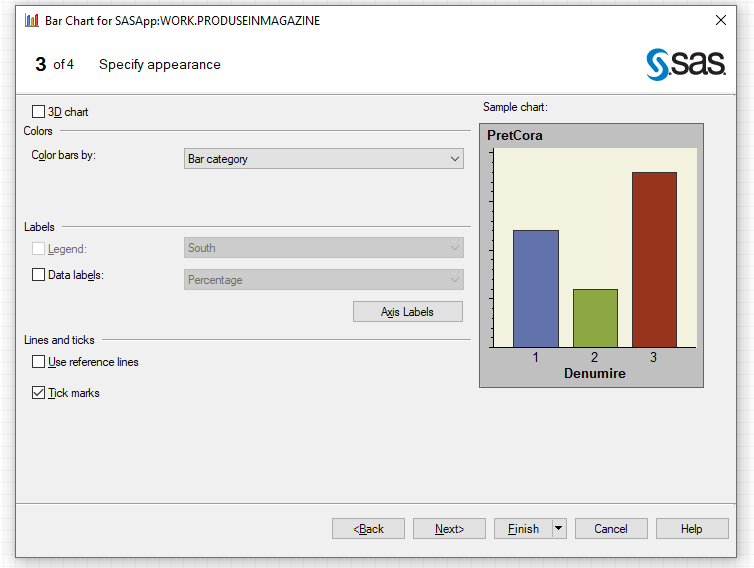 Bar Chart for SASApp:WORK.PRODUSEINMAGAZINE
3 of 4 Specify appearance
sas.
3D chart
Colors
Color bars by: Bar category
Labels
Legend: South
Data labels: Percentage
Axis Labels
Lines and ticks
Use reference lines
Tick marks
Sample chart:
PretCora
1 2 3
Denumire
<Back Next> Finish Cancel Help